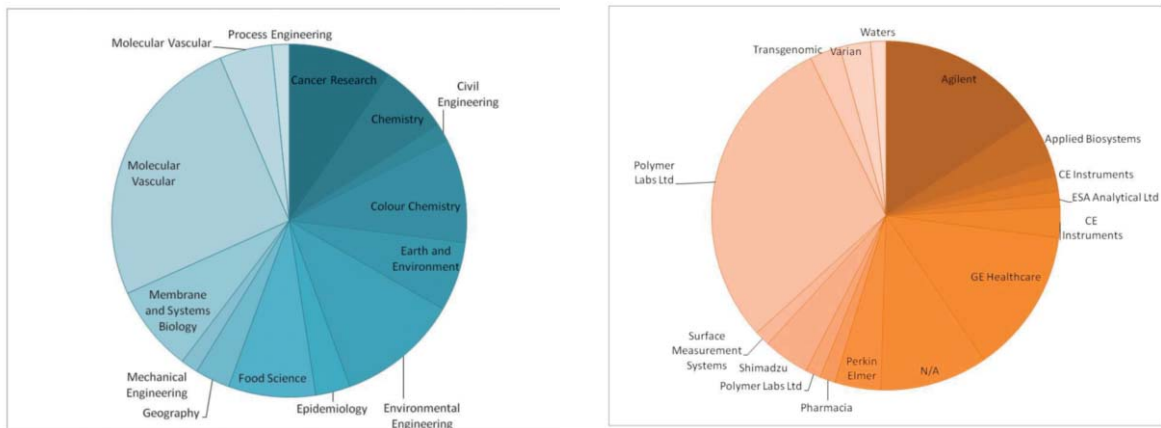 Process Engineering
Molecular Vascular
Cancer Research
Civil
Engineering
Chemistry
Molecular
Vascular
Colour Chemistry
Earth and
Environment
Membrane
and Systems
Biology
Mechanical
Engineering
Geography
Food Science
Epidemiology
Environmental
Engineering
Waters
Transgenomic
Varian
Agilent
Applied Biosystems
Polymer
Labs Ltd
CE Instruments
ESA Analytical Ltd
CE
Instruments
GE Healthcare
Surface
Measurement
Systems
Shimadzu
Polymer Labs Ltd
Pharmacia
Perkin
Elmer
N/A